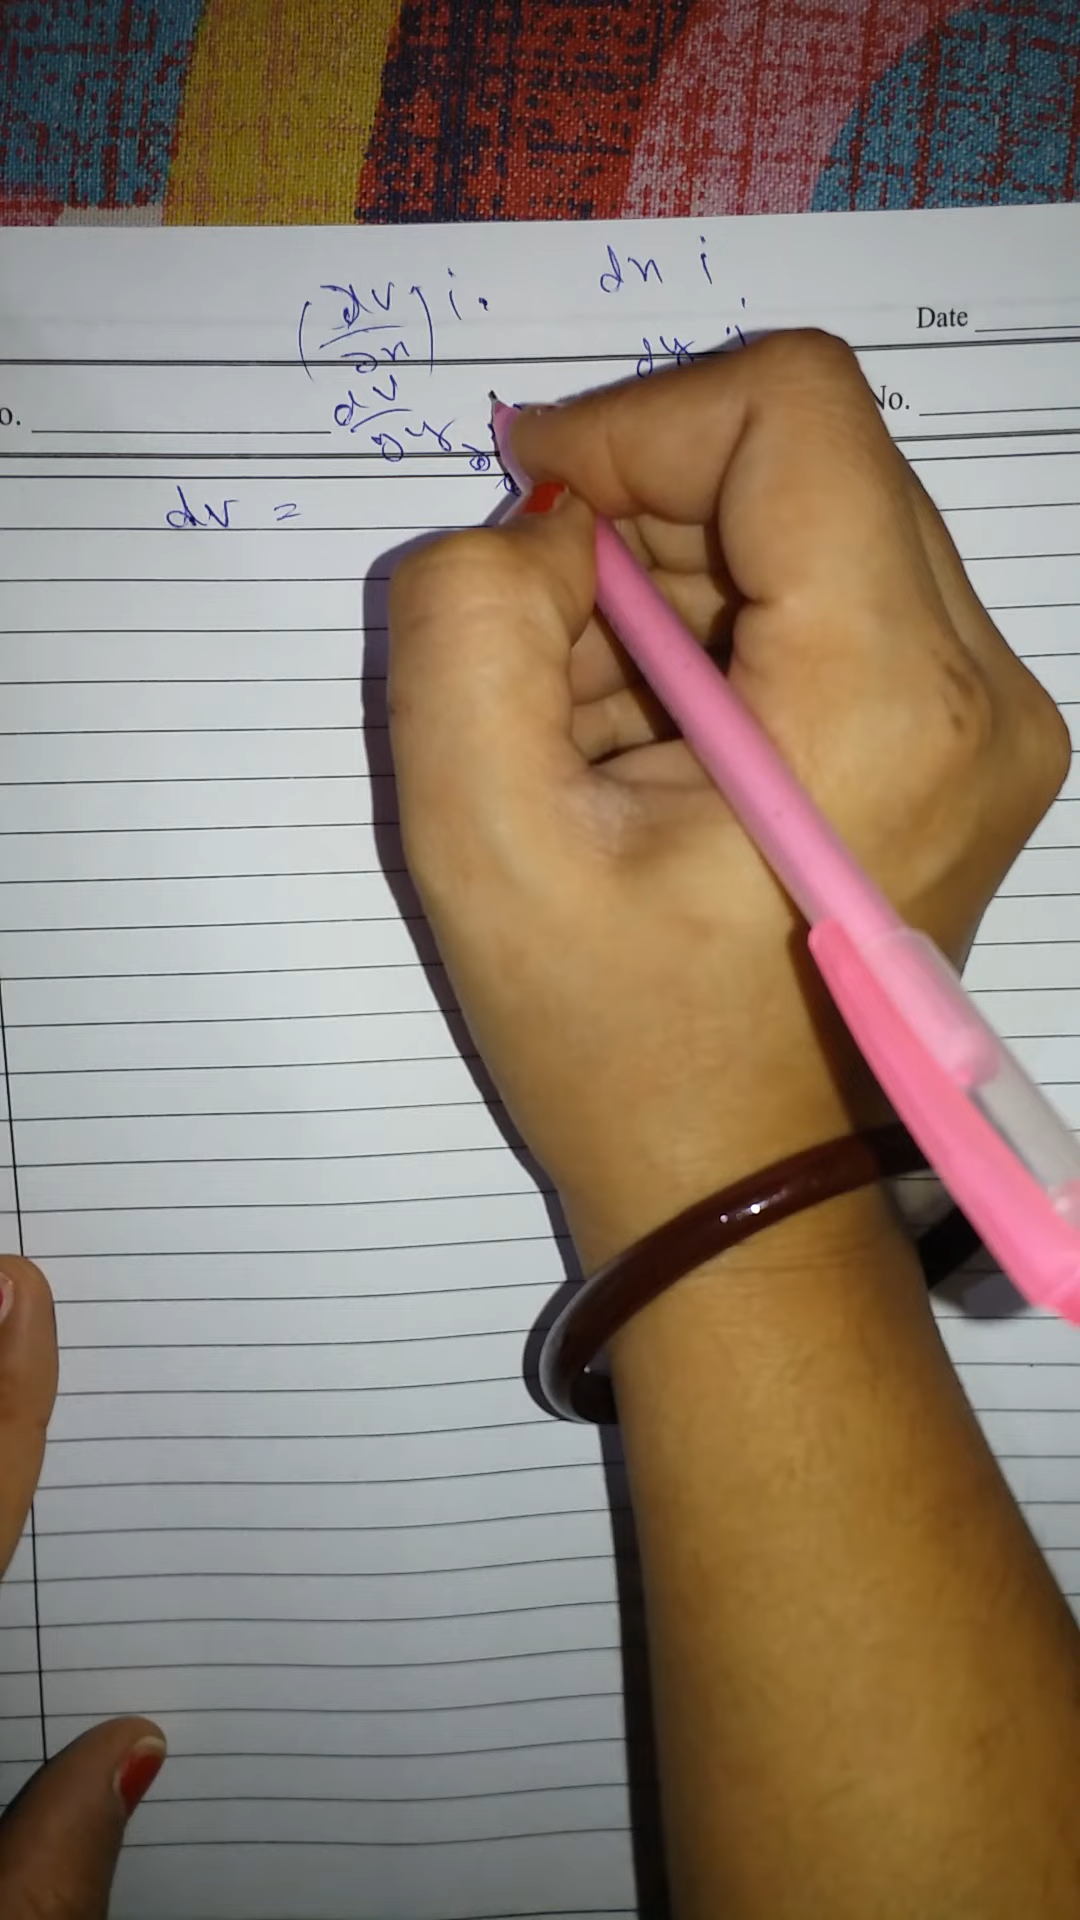 (∂v/∂x) i. dx i
Date
dy j
∂v/∂y j
o.
No.
dv =